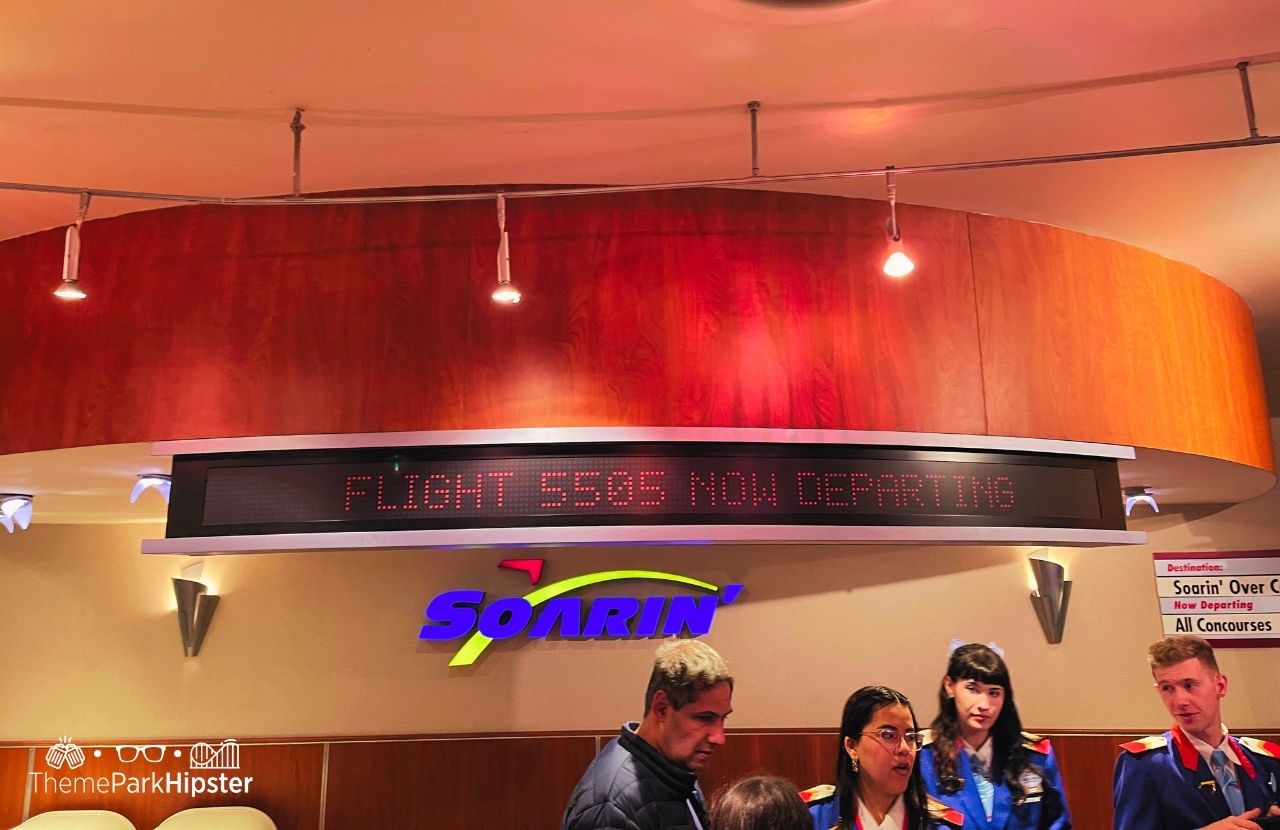 FLIGHT 5505 NOW DEPARTING
SOARIN'
Destination:
Soarin' Over
Now Departing
All Concourses
ThemeParkHipster